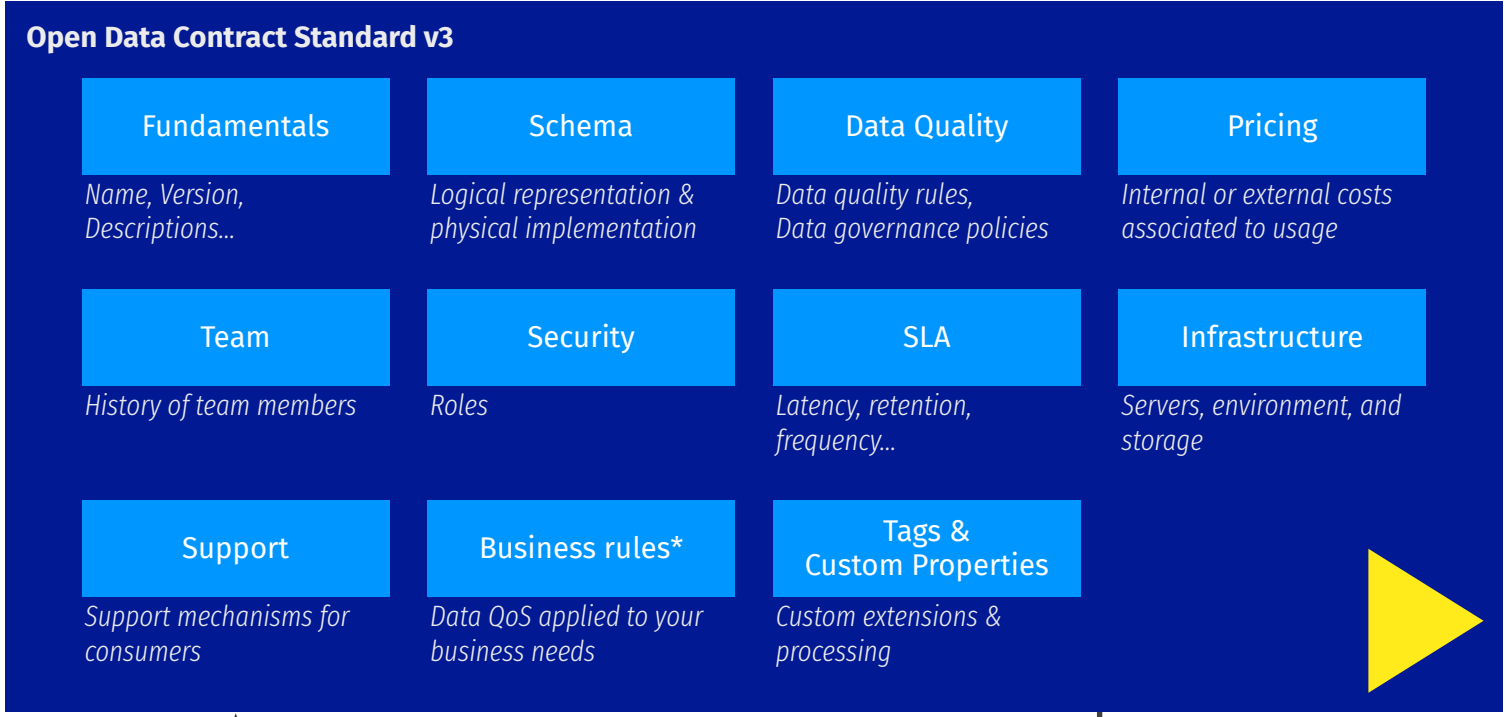 Open Data Contract Standard v3
Fundamentals
Name, Version,
Descriptions...
Schema
Logical representation &
physical implementation
Data Quality
Data quality rules,
Data governance policies
Pricing
Internal or external costs
associated to usage
Team
History of team members
Security
Roles
SLA
Latency, retention,
frequency...
Infrastructure
Servers, environment, and
storage
Support
Support mechanisms for
consumers
Business rules*
Data QoS applied to your
business needs
Tags &
Custom Properties
Custom extensions &
processing